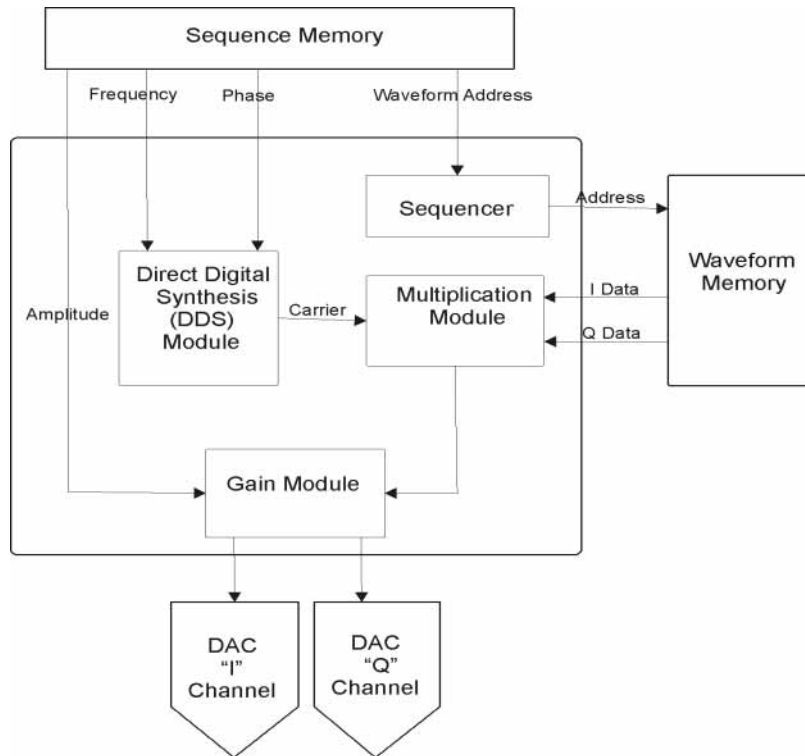 Sequence Memory
Frequency
Phase
Waveform Address
Sequencer
Address
Waveform
Memory
Direct Digital
Synthesis
(DDS)
Module
Amplitude
Carrier
Multiplication
Module
I Data
Q Data
Gain Module
DAC
“I”
Channel
DAC
“Q”
Channel